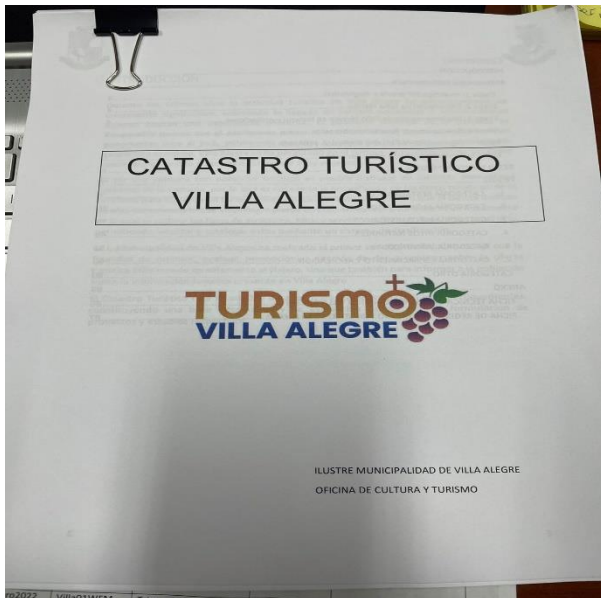 CATASTRO TURÍSTICO
VILLA ALEGRE
TURISMO
VILLA ALEGRE
ILUSTRE MUNICIPALIDAD DE VILLA ALEGRE
OFICINA DE CULTURA Y TURISMO